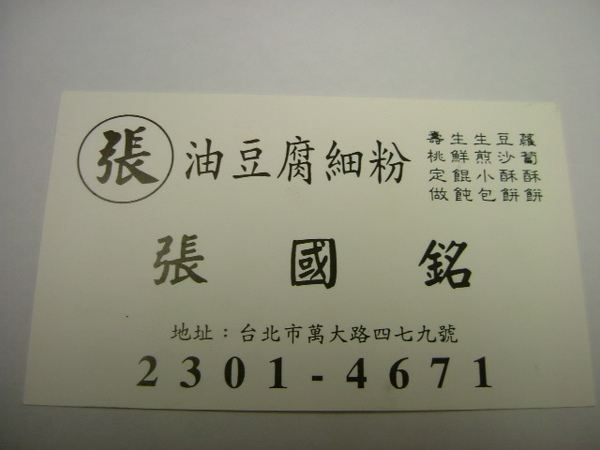 張 油豆腐細粉
蘿蔔酥餅
豆沙酥餅
生煎小包
生鮮餛飩
壽桃定做
張國銘
地址：台北市萬大路四七九號
2301-4671